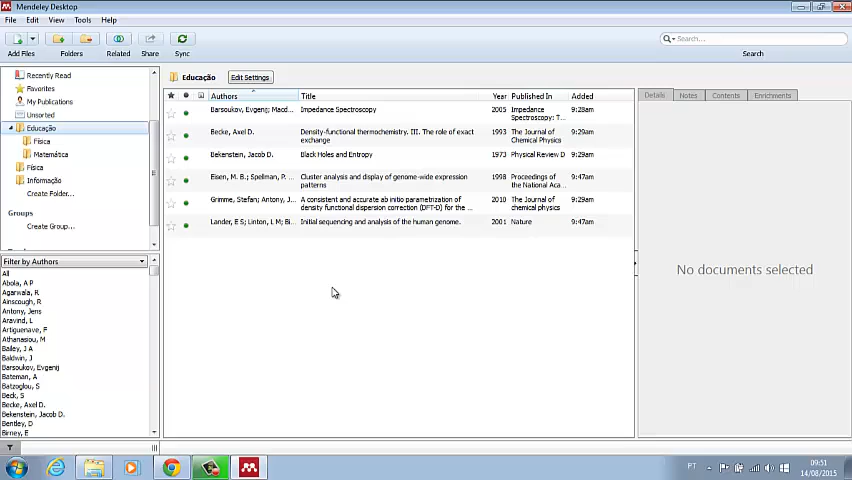 Mendeley Desktop
File Edit View Tools Help
Add Files Folders Related Share Sync
Search...
Search
Recently Read
Favorites
My Publications
Unsorted
Educação
Física
Matemática
Física
Informação
Create Folder...
Groups
Create Group...
Filter by Authors
All
Abola, A P
Agarwala, R
Ainscough, R
Antony, Jens
Aravind, L
Artiguenave, F
Athanasiou, M
Bailey, J A
Baldwin, J
Barsoukov, Evgenij
Bateman, A
Batzoglou, S
Beck, S
Becke, Axel D.
Bekenstein, Jacob D.
Bentley, D
Birney, E
Educação Edit Settings
Authors Title Year Published In Added
Barsoukov, Evgenj; Macd... Impedance Spectroscopy 2005 Impedance Spectroscopy: T... 9:28am
Becke, Axel D. Density-functional thermochemistry. III. The role of exact exchange 1993 The Journal of Chemical Physics 9:29am
Bekenstein, Jacob D. Black Holes and Entropy 1973 Physical Review D 9:29am
Eisen, M. B.; Spelman, P. ... Cluster analysis and display of genome-wide expression patterns 1998 Proceedings of the National Aca... 9:47am
Grimme, Stefan; Antony, J... A consistent and accurate ab initio parametrization of density functional dispersion correction (DFT-D) for the ... 2010 The Journal of chemical physics 9:29am
Lander, E S; Linton, L M; Bi... Initial sequencing and analysis of the human genome. 2001 Nature 9:47am
Details Notes Contents Enrichments
No documents selected
PT
09:51
14/08/2015